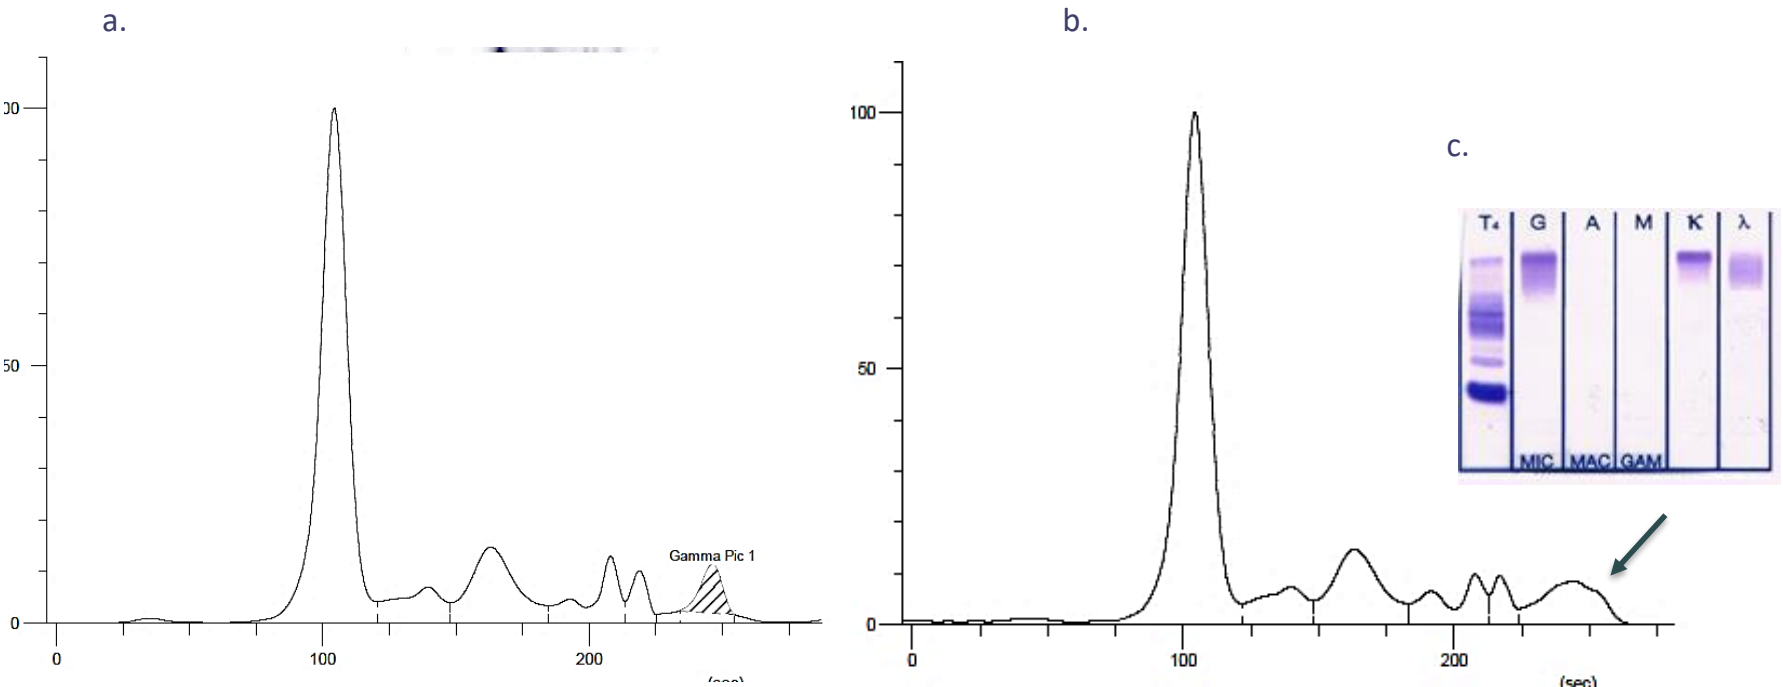 a.
00
50
0
Gamma Pic 1
0 100 200
b.
100
50
0
0 100 200
(sec)
c.
T4 G A M K λ
MIC MAC GAM